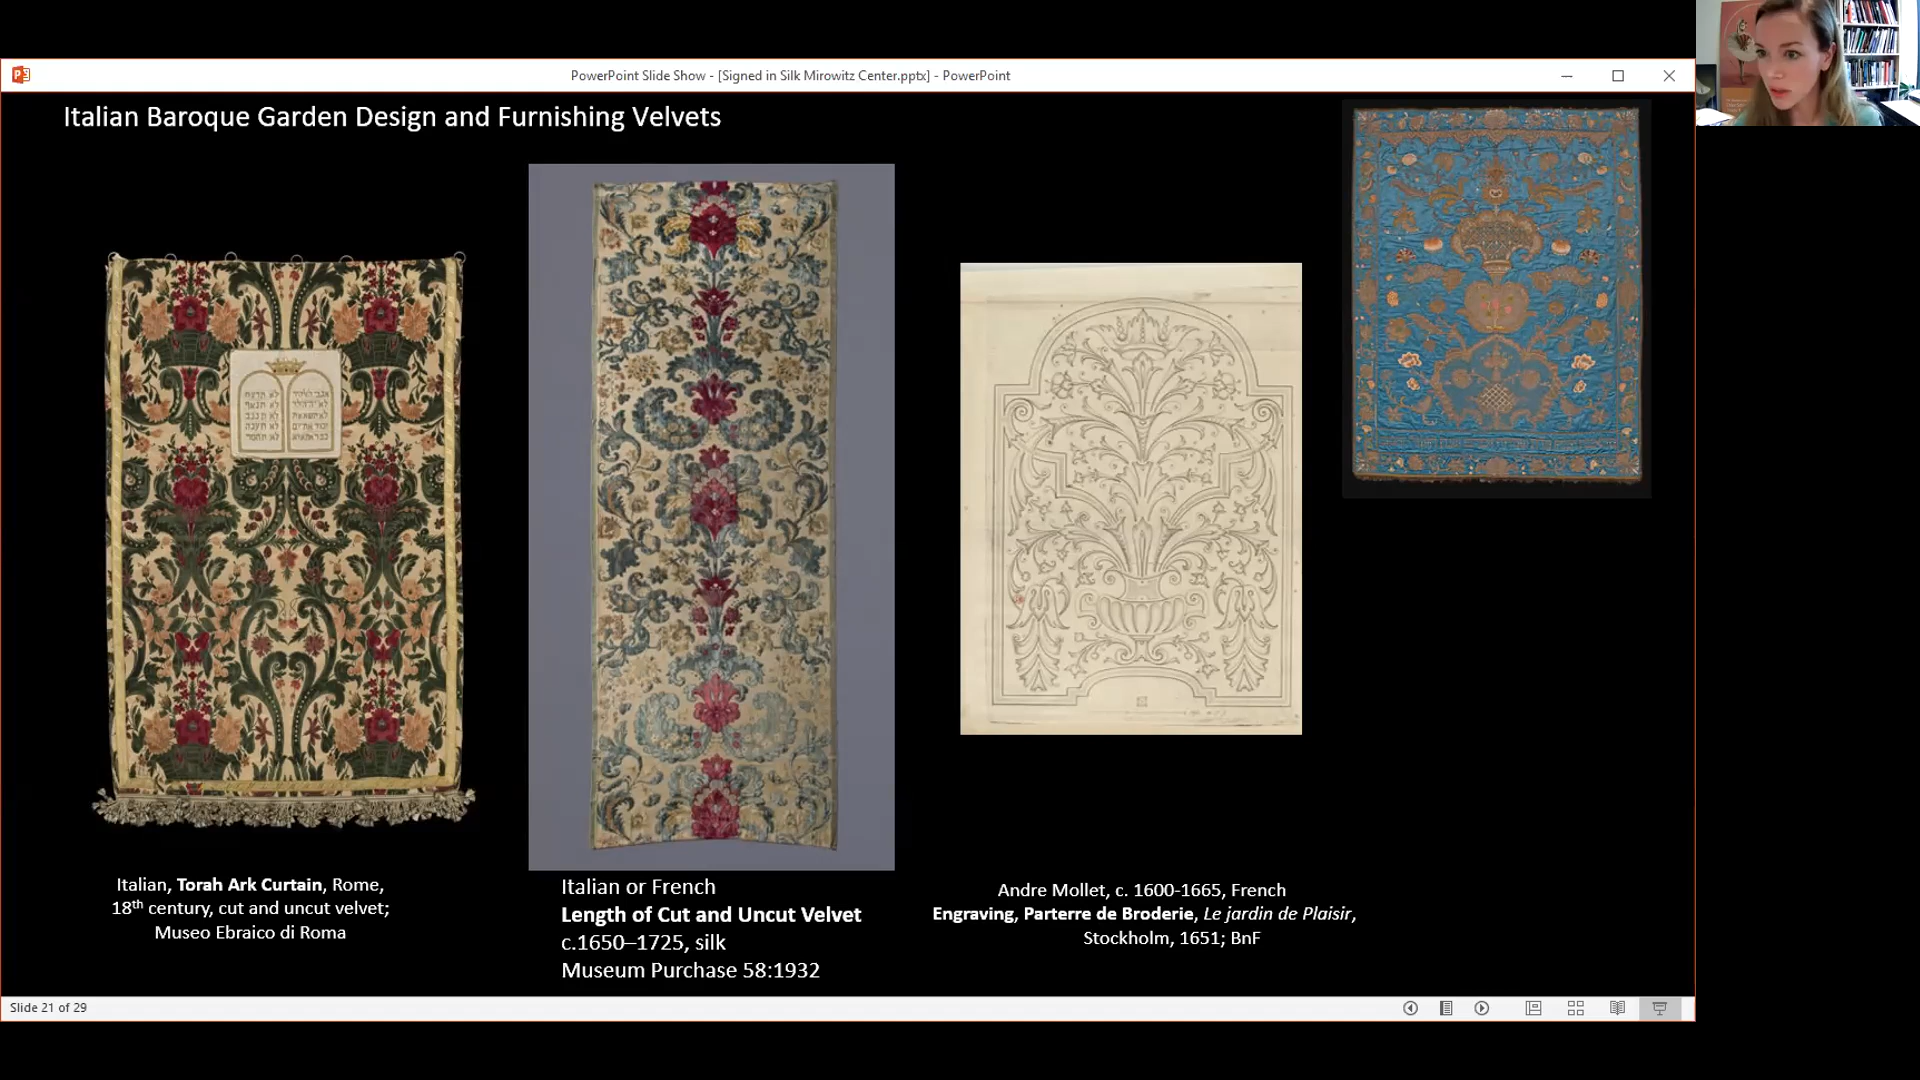 PowerPoint Slide Show - [Signed in Silk Mirowitz Center.pptx] - PowerPoint
Italian Baroque Garden Design and Furnishing Velvets
Italian, Torah Ark Curtain, Rome,
18th century, cut and uncut velvet;
Museo Ebraico di Roma
Italian or French
Length of Cut and Uncut Velvet
c.1650–1725, silk
Museum Purchase 58:1932
Andre Mollet, c. 1600-1665, French
Engraving, Parterre de Broderie, Le jardin de Plaisir,
Stockholm, 1651; BnF
Slide 21 of 29